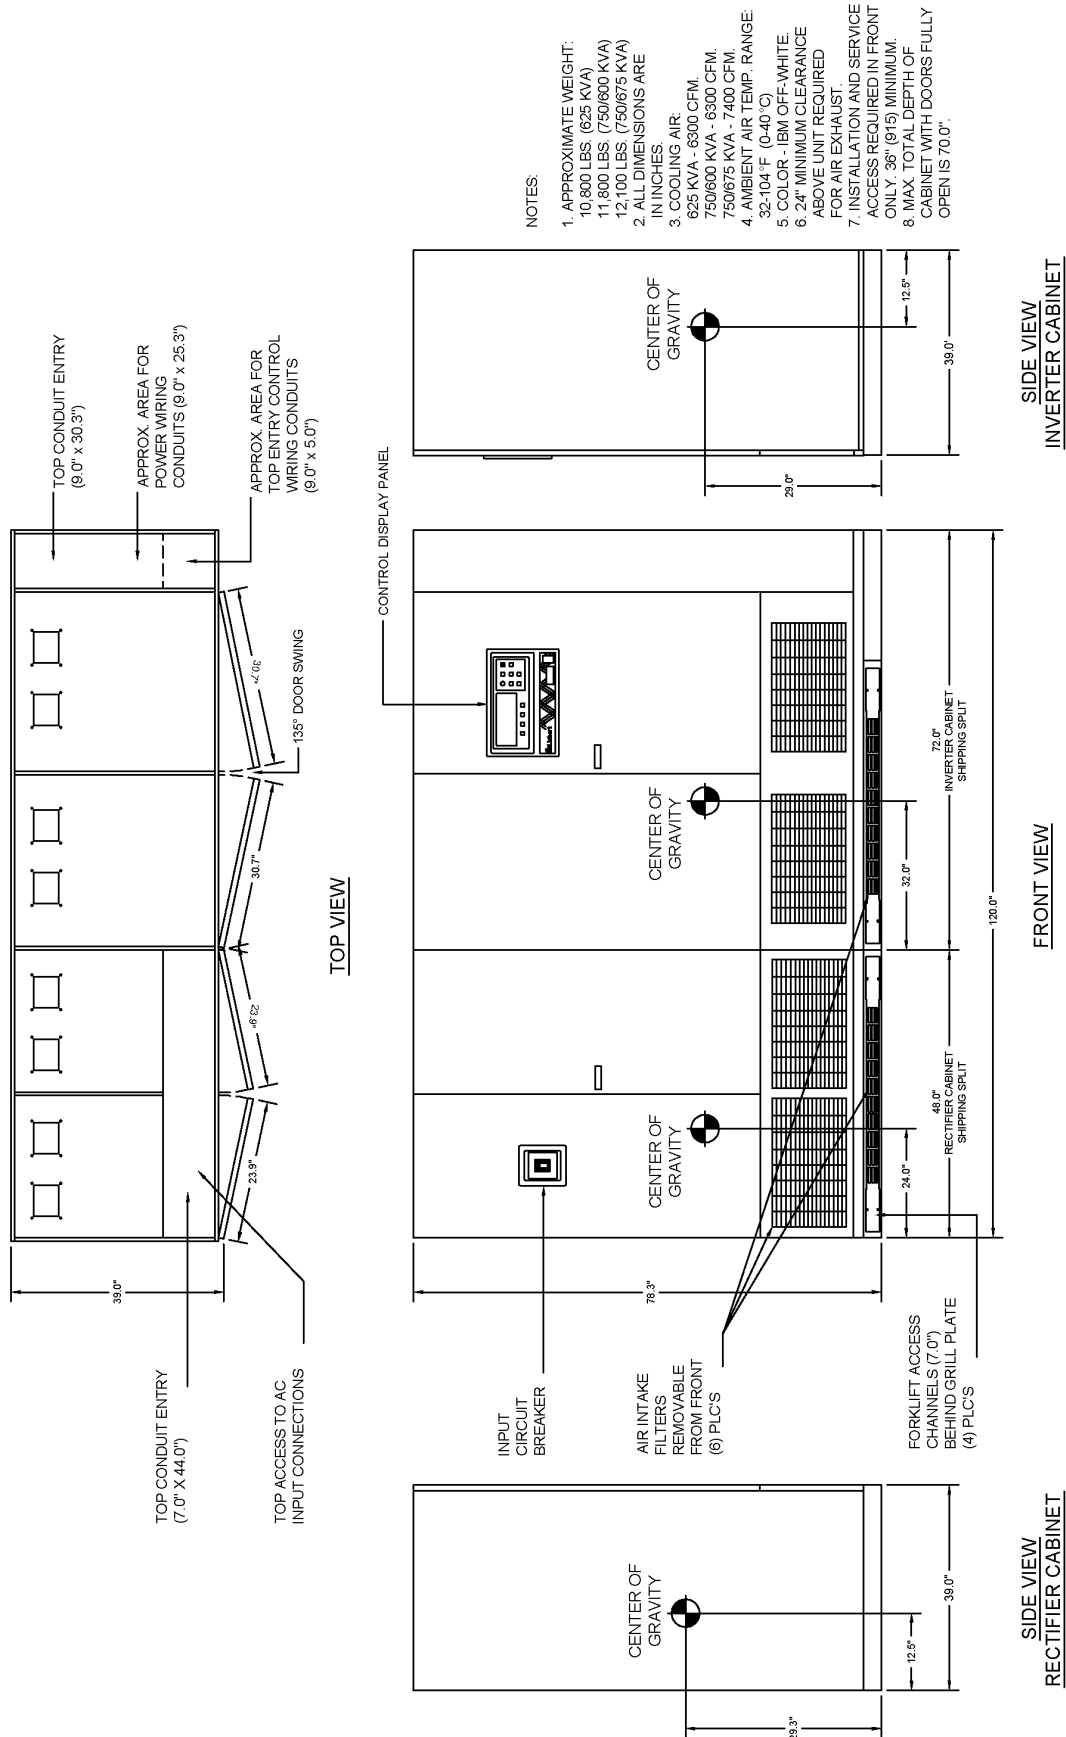 TOP CONDUIT ENTRY
(7.0" X 44.0")
TOP ACCESS TO AC
INPUT CONNECTIONS
39.0"
23.9"
23.9"
30.7"
30.7"
135° DOOR SWING
TOP CONDUIT ENTRY
(9.0" x 30.3")
APPROX. AREA FOR
POWER WIRING
CONDUITS (9.0" x 25.3")
APPROX. AREA FOR
TOP ENTRY CONTROL
WIRING CONDUITS
(9.0" x 5.0")
TOP VIEW
NOTES:
1. APPROXIMATE WEIGHT:
10,800 LBS. (625 KVA)
11,800 LBS. (750/600 KVA)
12,100 LBS. (750/675 KVA)
2. ALL DIMENSIONS ARE
IN INCHES.
3. COOLING AIR:
625 KVA - 6300 CFM.
750/600 KVA - 6300 CFM.
750/675 KVA - 7400 CFM.
4. AMBIENT AIR TEMP. RANGE:
32-104°F (0-40°C)
5. COLOR - IBM OFF-WHITE.
6. 24" MINIMUM CLEARANCE
ABOVE UNIT REQUIRED
FOR AIR EXHAUST.
7. INSTALLATION AND SERVICE
ACCESS REQUIRED IN FRONT
ONLY. 36" (915) MINIMUM.
8. MAX. TOTAL DEPTH OF
CABINET WITH DOORS FULLY
OPEN IS 70.0".
CENTER OF
GRAVITY
29.3"
12.5"
39.0"
SIDE VIEW
RECTIFIER CABINET
INPUT
CIRCUIT
BREAKER
AIR INTAKE
FILTERS
REMOVABLE
FROM FRONT
(6) PLC'S
FORKLIFT ACCESS
CHANNELS (7.0")
BEHIND GRILL PLATE
(4) PLC'S
78.3"
CONTROL DISPLAY PANEL
CENTER OF
GRAVITY
CENTER OF
GRAVITY
24.0"
32.0"
48.0"
RECTIFIER CABINET
SHIPPING SPLIT
72.0"
INVERTER CABINET
SHIPPING SPLIT
120.0"
FRONT VIEW
CENTER OF
GRAVITY
29.0"
12.5"
39.0'
SIDE VIEW
INVERTER CABINET